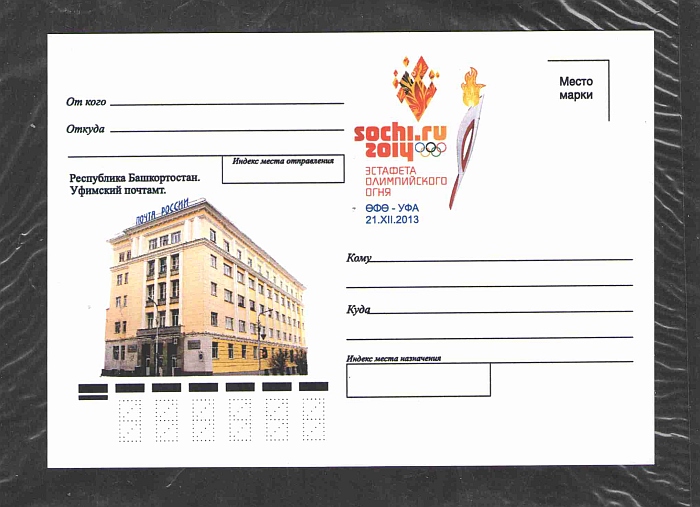 От кого
Откуда
Индекс места отправления
Республика Башкортостан.
Уфимский почтамт.
ПОЧТА РОССИИ
sochi.ru
2014
ЭСТАФЕТА
ОЛИМПИЙСКОГО
ОГНЯ
ӨФӨ - УФА
21.XII.2013
Место
марки
Кому
Куда
Индекс места назначения